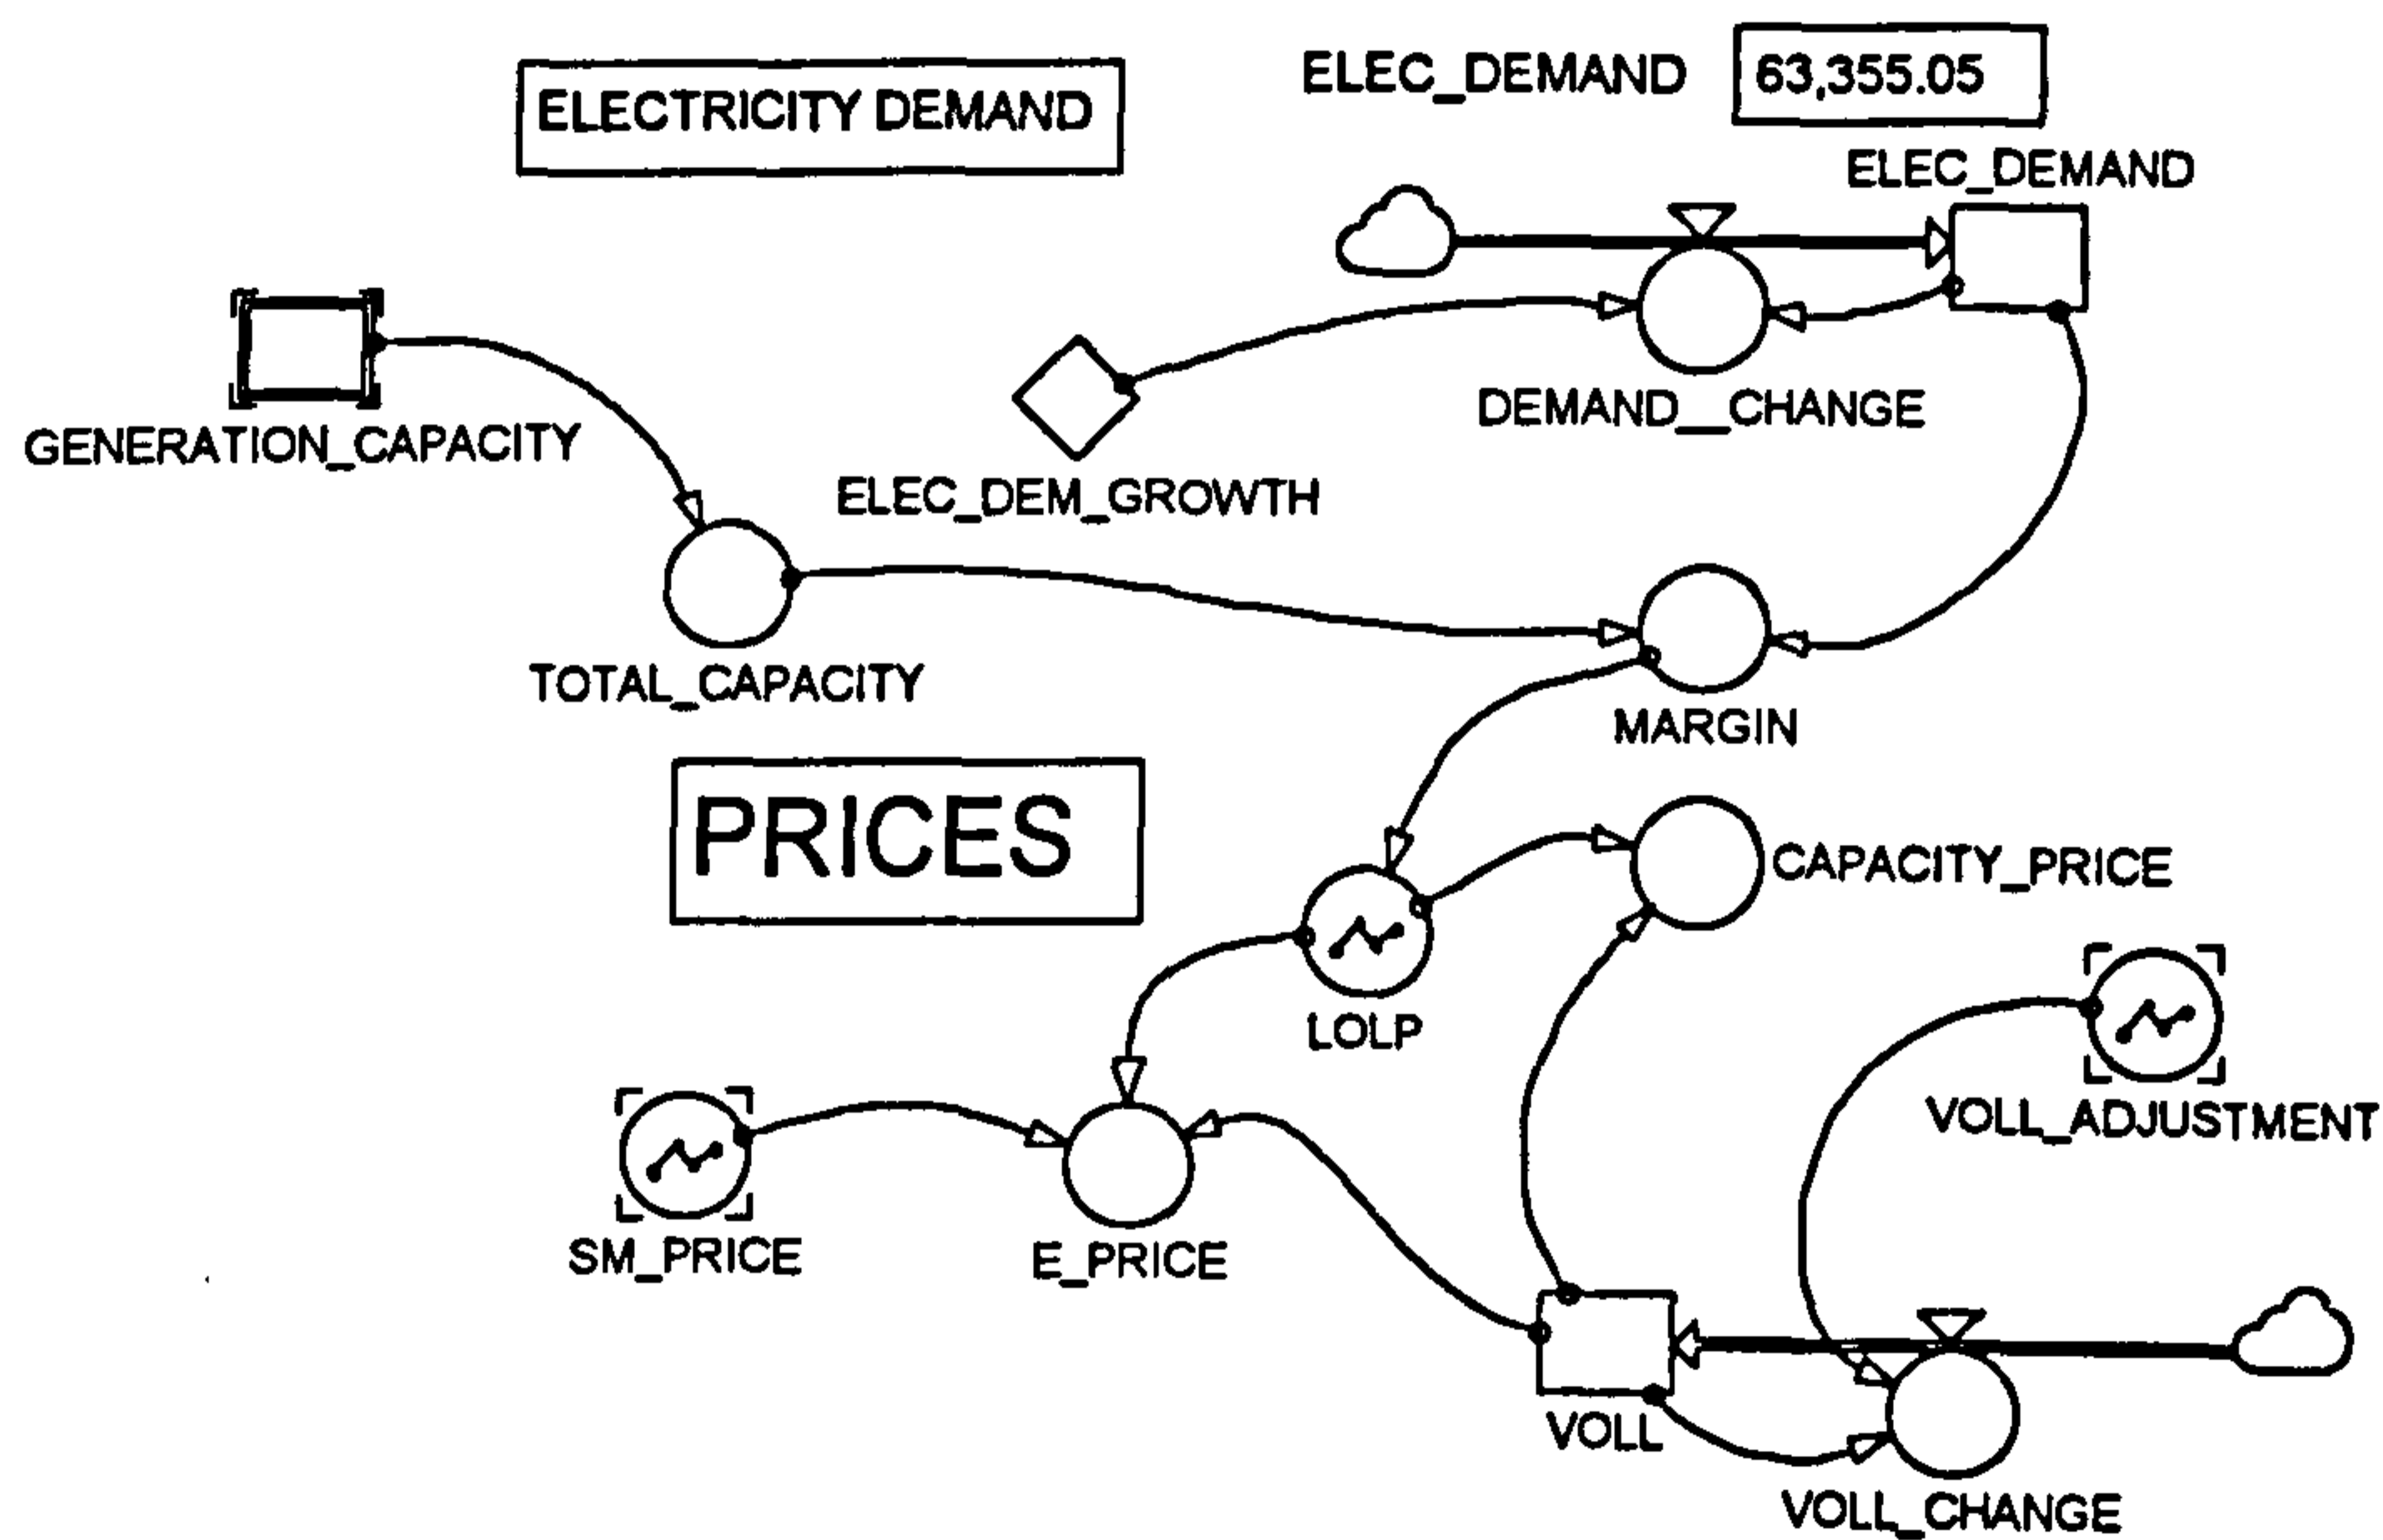 ELECTRICITY DEMAND
ELEC_DEMAND 63,355.05
ELEC_DEMAND
GENERATION_CAPACITY
DEMAND__CHANGE
ELEC_DEM_GROWTH
TOTAL_CAPACITY
MARGIN
PRICES
CAPACITY_PRICE
LOLP
VOLL_ADJUSTMENT
SM_PRICE
E_PRICE
VOLL
VOLL_CHANGE